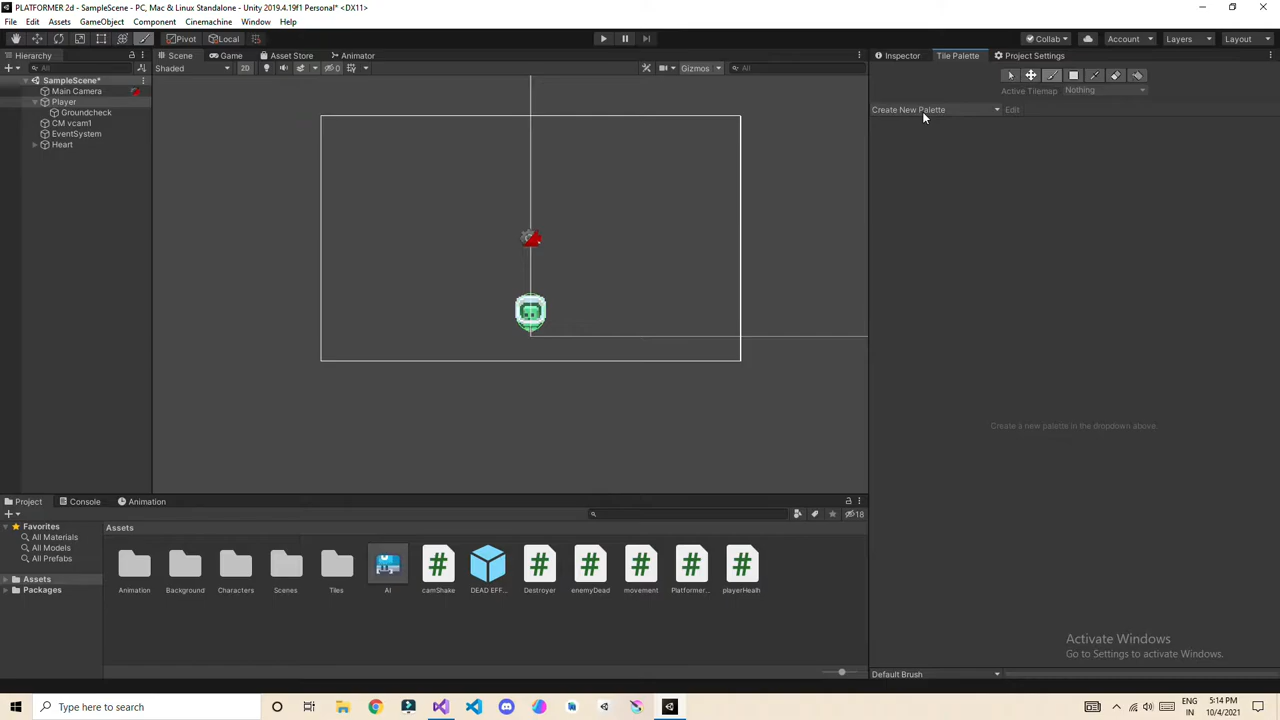 PLATFORMER 2d - SampleScene - PC, Mac & Linux Standalone - Unity 2019.4.19f1 Personal* <DX11>
File Edit Assets GameObject Component Cinemachine Window Help
Pivot Local Collab Account Layers Layout
Hierarchy Scene Game Asset Store Animator Inspector Tile Palette Project Settings
All Shaded 2D 0 Gizmos All
SampleScene*
Main Camera
Player
Groundcheck
CM vcam1
EventSystem
Heart
Active Tilemap Nothing
Create New Palette Edit
Create a new palette in the dropdown above.
Project Console Animation
18
Favorites
All Materials
All Models
All Prefabs
Assets
Packages
Assets
Animation Background Characters Scenes Tiles AI camShake DEAD EFF... Destroyer enemyDead movement Platformer... playerHealh
Activate Windows
Go to Settings to activate Windows.
Default Brush
Type here to search
ENG
IN
5:14 PM
10/4/2021